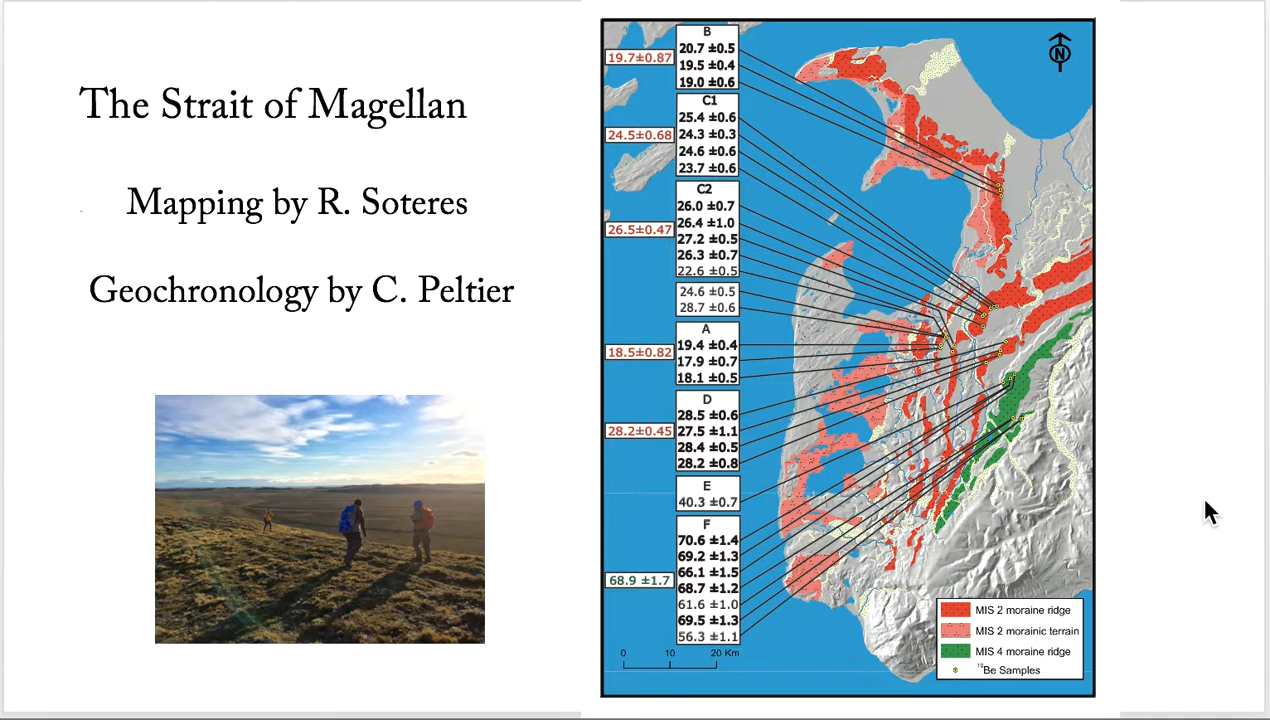 The Strait of Magellan
Mapping by R. Soteres
Geochronology by C. Peltier
B
20.7 ±0.5
19.5 ±0.4
19.0 ±0.6
19.7±0.87
C1
25.4 ±0.6
24.3 ±0.3
24.6 ±0.6
23.7 ±0.6
24.5±0.68
C2
26.0 ±0.7
26.4 ±1.0
27.2 ±0.5
26.3 ±0.7
22.6 ±0.5
26.5±0.47
24.6 ±0.5
28.7 ±0.6
A
19.4 ±0.4
17.9 ±0.7
18.1 ±0.5
18.5±0.82
D
28.5 ±0.6
27.5 ±1.1
28.4 ±0.5
28.2 ±0.8
28.2±0.45
E
40.3 ±0.7
F
70.6 ±1.4
69.2 ±1.3
66.1 ±1.5
68.7 ±1.2
61.6 ±1.0
69.5 ±1.3
56.3 ±1.1
68.9 ±1.7
0 10 20 Km
N
MIS 2 moraine ridge
MIS 2 morainic terrain
MIS 4 moraine ridge
¹⁰Be Samples